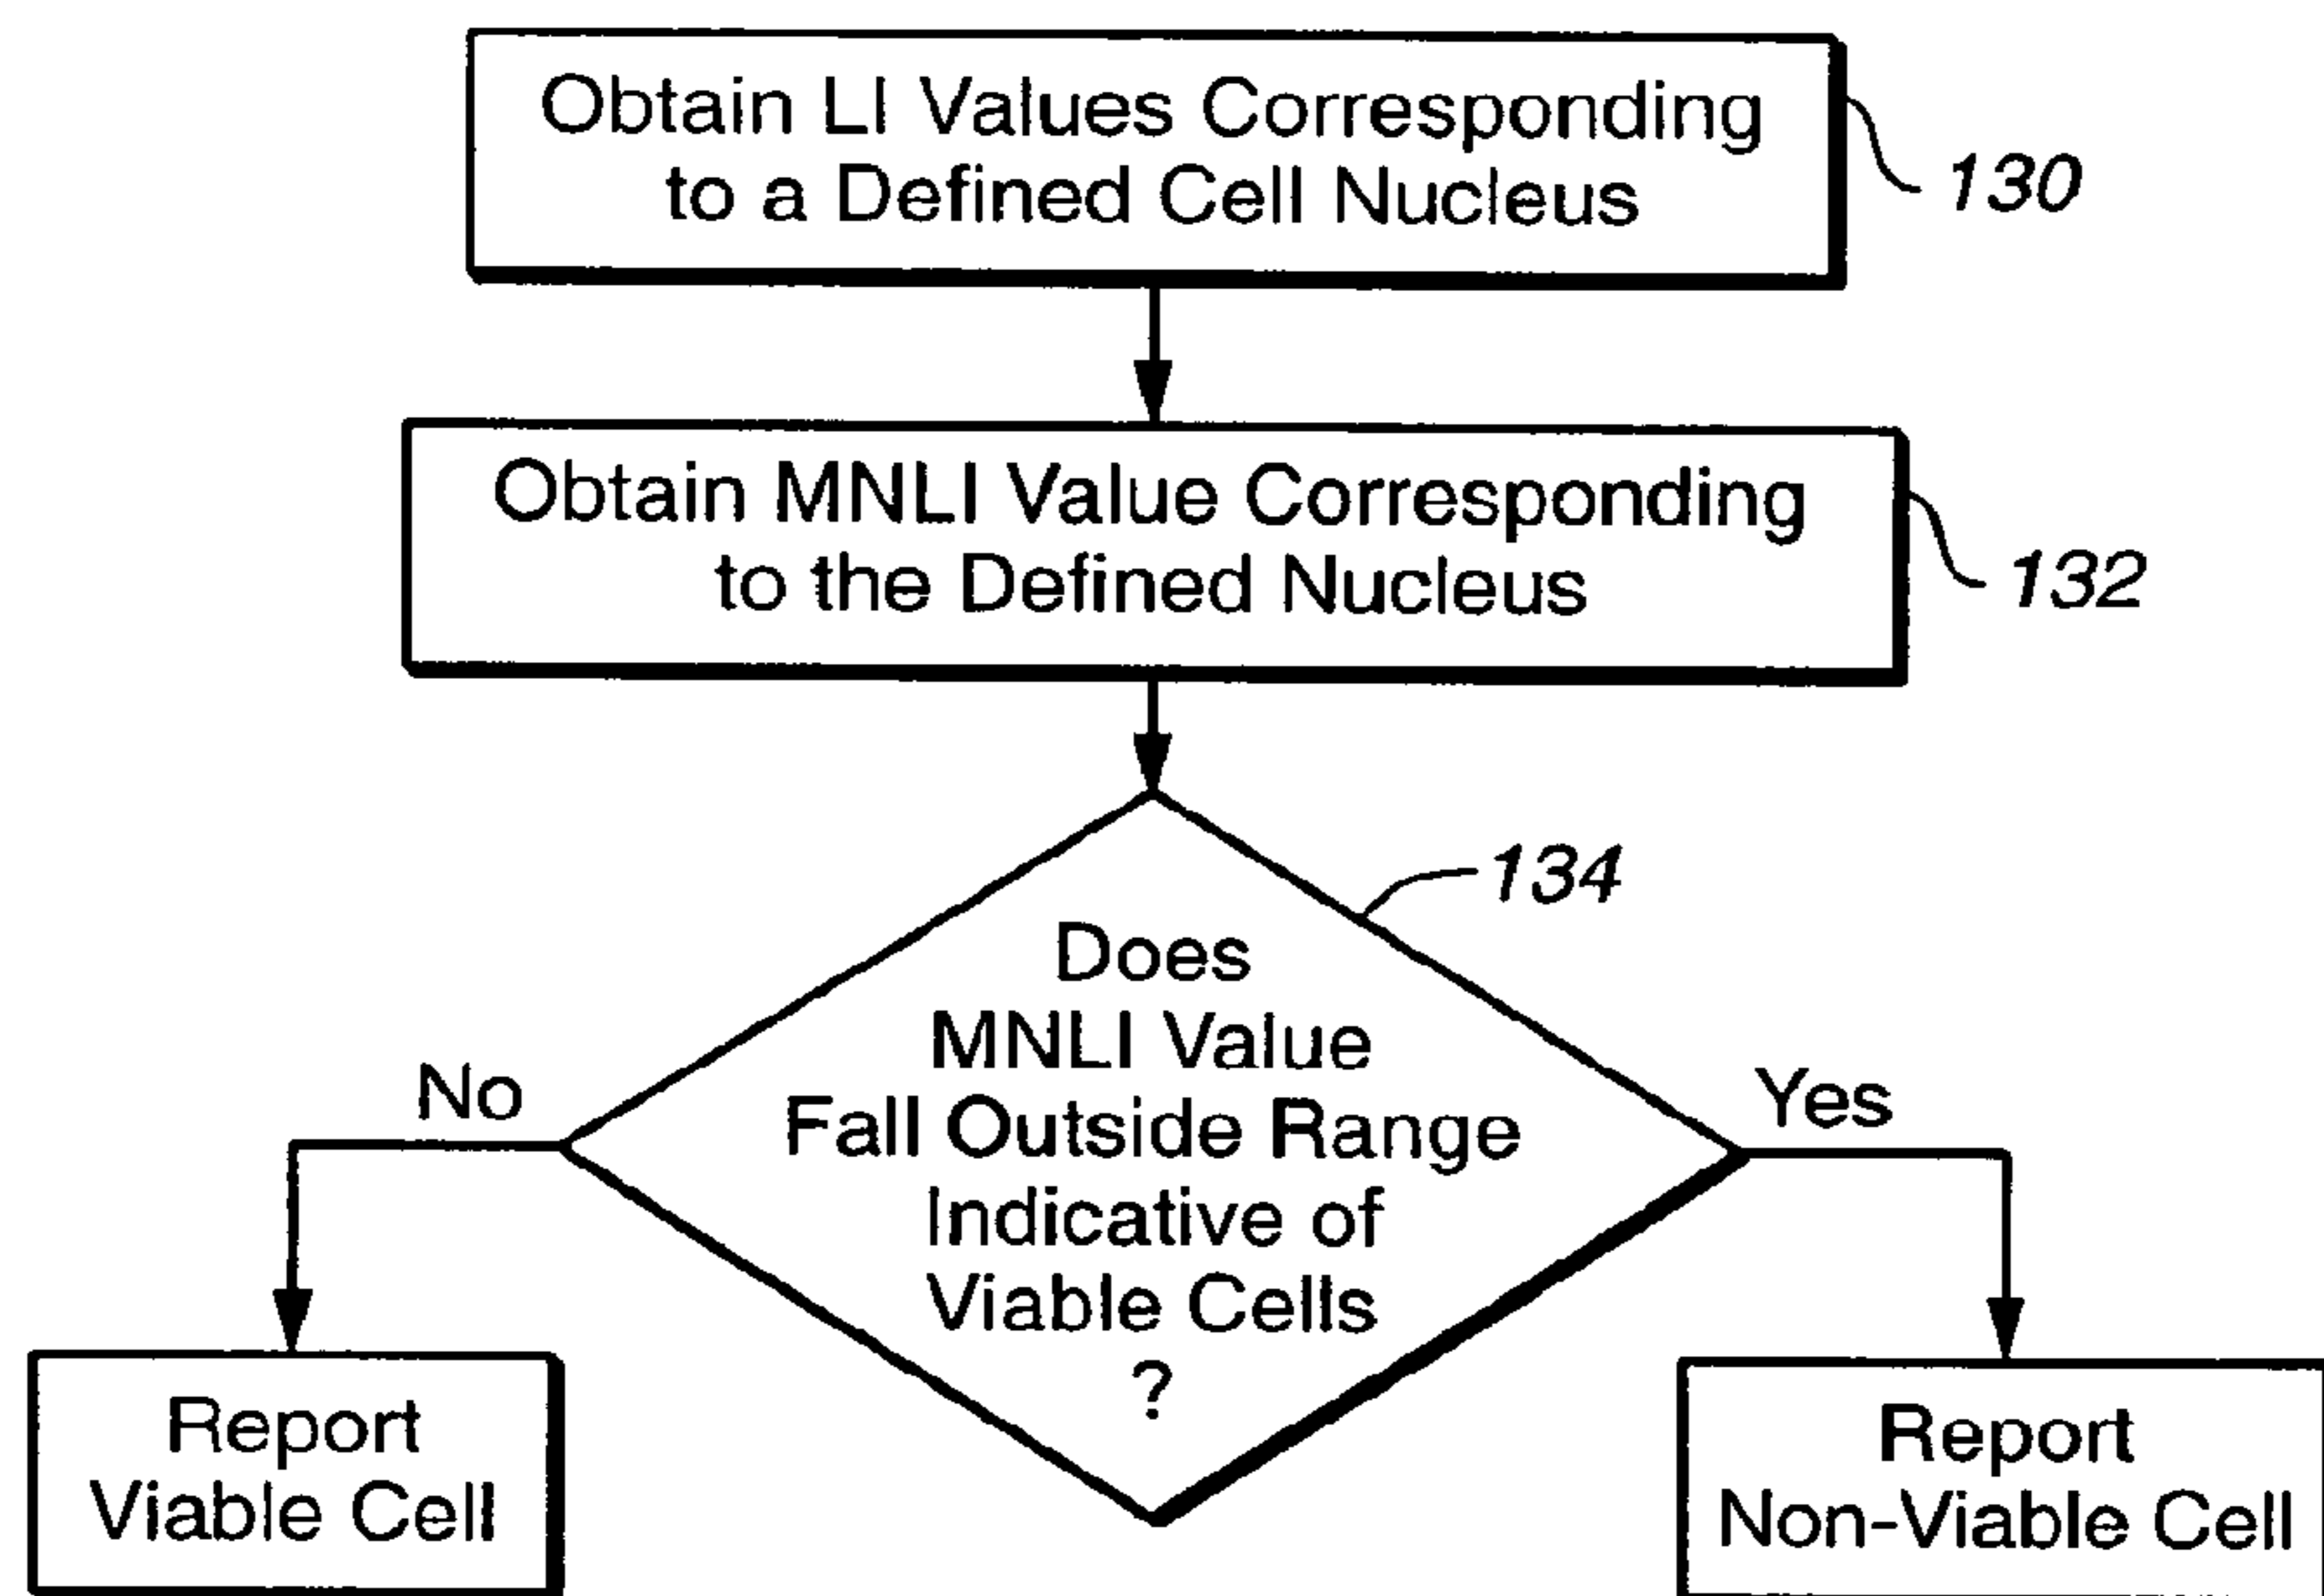 Obtain LI Values Corresponding
to a Defined Cell Nucleus
130
Obtain MNLI Value Corresponding
to the Defined Nucleus
132
134
Does
MNLI Value
Fall Outside Range
Indicative of
Viable Cells
?
No
Yes
Report
Viable Cell
Report
Non-Viable Cell